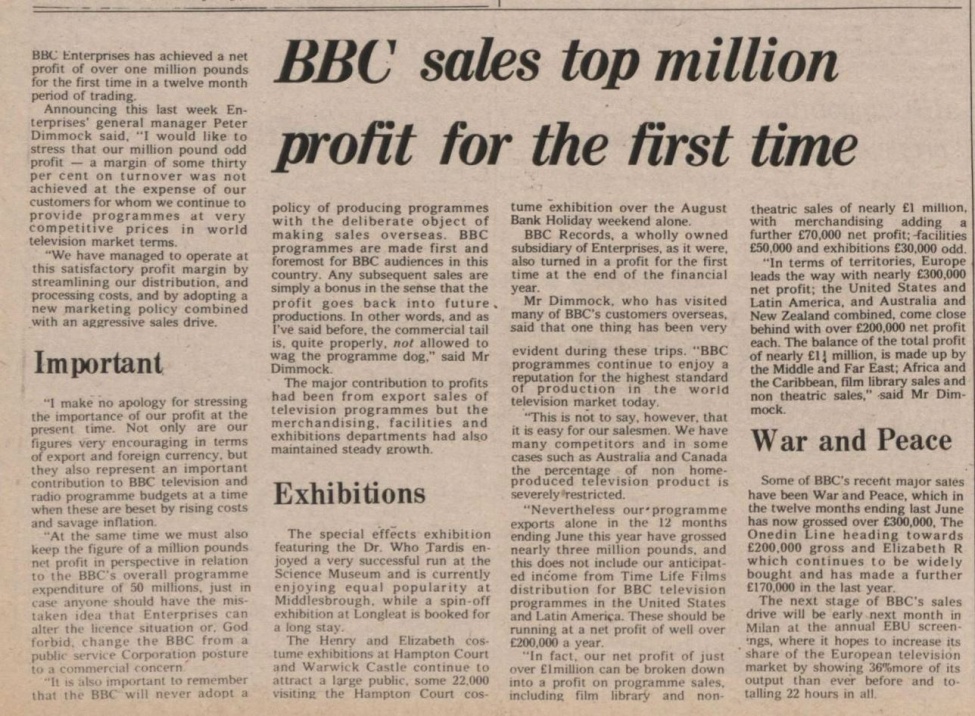 BBC sales top million
profit for the first time
BBC Enterprises has achieved a net
profit of over one million pounds
for the first time in a twelve month
period of trading.
Announcing this last week En-
terprises' general manager Peter
Dimmock said, "I would like to
stress that our million pound odd
profit — a margin of some thirty
per cent on turnover was not
achieved at the expense of our
customers for whom we continue to
provide programmes at very
competitive prices in world
television market terms.
"We have managed to operate at
this satisfactory profit margin by
streamlining our distribution, and
processing costs, and by adopting a
new marketing policy combined
with an aggressive sales drive.
Important
"I make no apology for stressing
the importance of our profit at the
present time. Not only are our
figures very encouraging in terms
of export and foreign currency, but
they also represent an important
contribution to BBC television and
radio programme budgets at a time
when these are beset by rising costs
and savage inflation.
"At the same time we must also
keep the figure of a million pounds
net profit in perspective in relation
to the BBC's overall programme
expenditure of 50 millions, just in
case anyone should have the mis-
taken idea that Enterprises can
alter the licence situation or, God
forbid, change the BBC from a
public service Corporation posture
to a commercial concern.
"It is also important to remember
that the BBC will never adopt a
policy of producing programmes
with the deliberate object of
making sales overseas. BBC
programmes are made first and
foremost for BBC audiences in this
country. Any subsequent sales are
simply a bonus in the sense that the
profit goes back into future
productions. In other words, and as
I've said before, the commercial tail
is, quite properly, not allowed to
wag the programme dog," said Mr
Dimmock.
The major contribution to profits
had been from export sales of
television programmes but the
merchandising, facilities and
exhibitions departments had also
maintained steady growth.
Exhibitions
The special effects exhibition
featuring the Dr. Who Tardis en-
joyed a very successful run at the
Science Museum and is currently
enjoying equal popularity at
Middlesbrough, while a spin-off
exhibition at Longleat is booked for
a long stay.
The Henry and Elizabeth cos-
tume exhibitions at Hampton Court
and Warwick Castle continue to
attract a large public, some 22,000
visiting the Hampton Court cos-
tume exhibition over the August
Bank Holiday weekend alone.
BBC Records, a wholly owned
subsidiary of Enterprises, as it were,
also turned in a profit for the first
time at the end of the financial
year.
Mr Dimmock, who has visited
many of BBC's customers overseas,
said that one thing has been very
evident during these trips. "BBC
programmes continue to enjoy a
reputation for the highest standard
of production in the world
television market today.
"This is not to say, however, that
it is easy for our salesmen. We have
many competitors and in some
cases such as Australia and Canada
the percentage of non home-
produced television product is
severely restricted.
"Nevertheless our programme
exports alone in the 12 months
ending June this year have grossed
nearly three million pounds, and
this does not include our anticipat-
ed income from Time Life Films
distribution for BBC television
programmes in the United States
and Latin America. These should be
running at a net profit of well over
£200,000 a year.
"In fact, our net profit of just
over £1million can be broken down
into a profit on programme sales,
including film library and non-
theatric sales of nearly £1 million,
with merchandising adding a
further £70,000 net profit; facilities
£50,000 and exhibitions £30,000 odd.
"In terms of territories, Europe
leads the way with nearly £300,000
net profit; the United States and
Latin America, and Australia and
New Zealand combined, come close
behind with over £200,000 net profit
each. The balance of the total profit
of nearly million, is made up by
the Middle and Far East; Africa and
the Caribbean, film library sales and
non theatric sales," said Mr Dim-
mock.
War and Peace
Some of BBC's recent major sales
have been War and Peace, which in
the twelve months ending last June
has now grossed over £300,000, The
Onedin Line heading towards
£200,000 gross and Elizabeth R
which continues to be widely
bought and has made a further
£170,000 in the last year.
The next stage of BBC's sales
drive will be early next month in
Milan at the annual EBU screen-
ings, where it hopes to increase its
share of the European television
market by showing 36%more of its
output than ever before and to-
talling 22 hours in all.